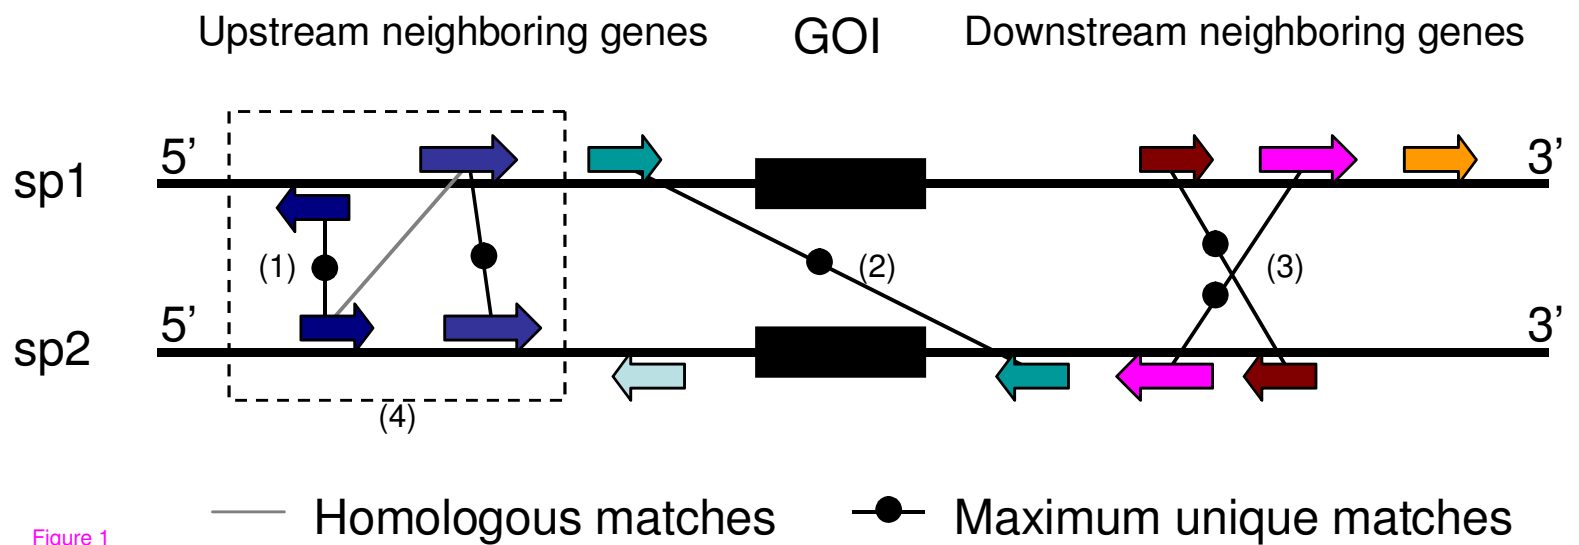 Upstream neighboring genes GOI Downstream neighboring genes
5’ 3’
sp1
(1) (2) (3)
5’ 3’
sp2
(4)
Homologous matches Maximum unique matches
Figure 1